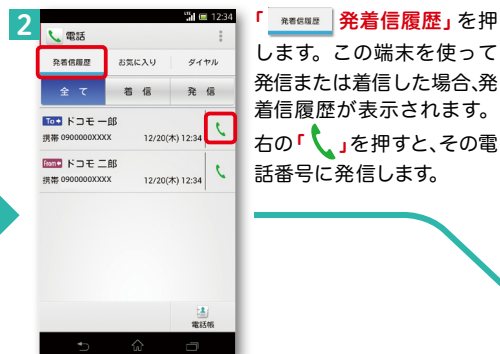 2
12:34
電話
発着信履歴 お気に入り ダイヤル
全て 着信 発信
To ドコモ 一郎
携帯 0900000XXXX 12/20(木) 12:34
From ドコモ 二郎
携帯 0900000XXXX 12/20(木) 12:34
電話帳
「 発着信履歴 発着信履歴」を押
します。この端末を使って
発信または着信した場合、発
着信履歴が表示されます。
右の「 」を押すと、その電
話番号に発信します。